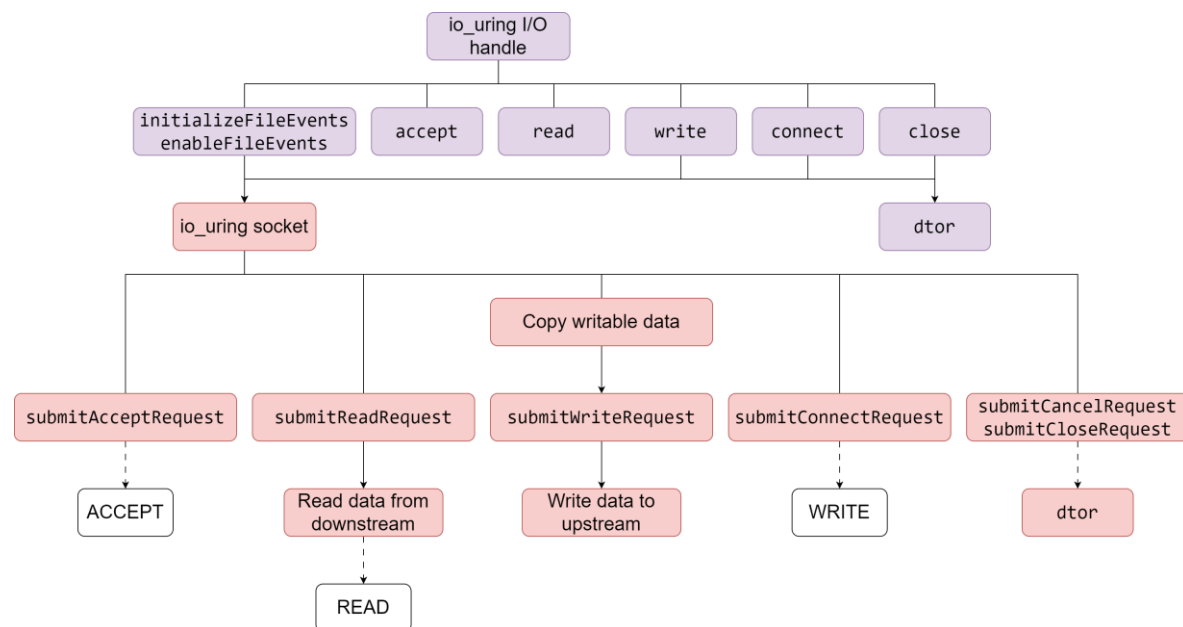 io_uring I/O
handle
initializeFileEvents
enableFileEvents
accept
read
write
connect
close
io_uring socket
dtor
Copy writable data
submitAcceptRequest
submitReadRequest
submitWriteRequest
submitConnectRequest
submitCancelRequest
submitCloseRequest
ACCEPT
Read data from
downstream
Write data to
upstream
WRITE
dtor
READ